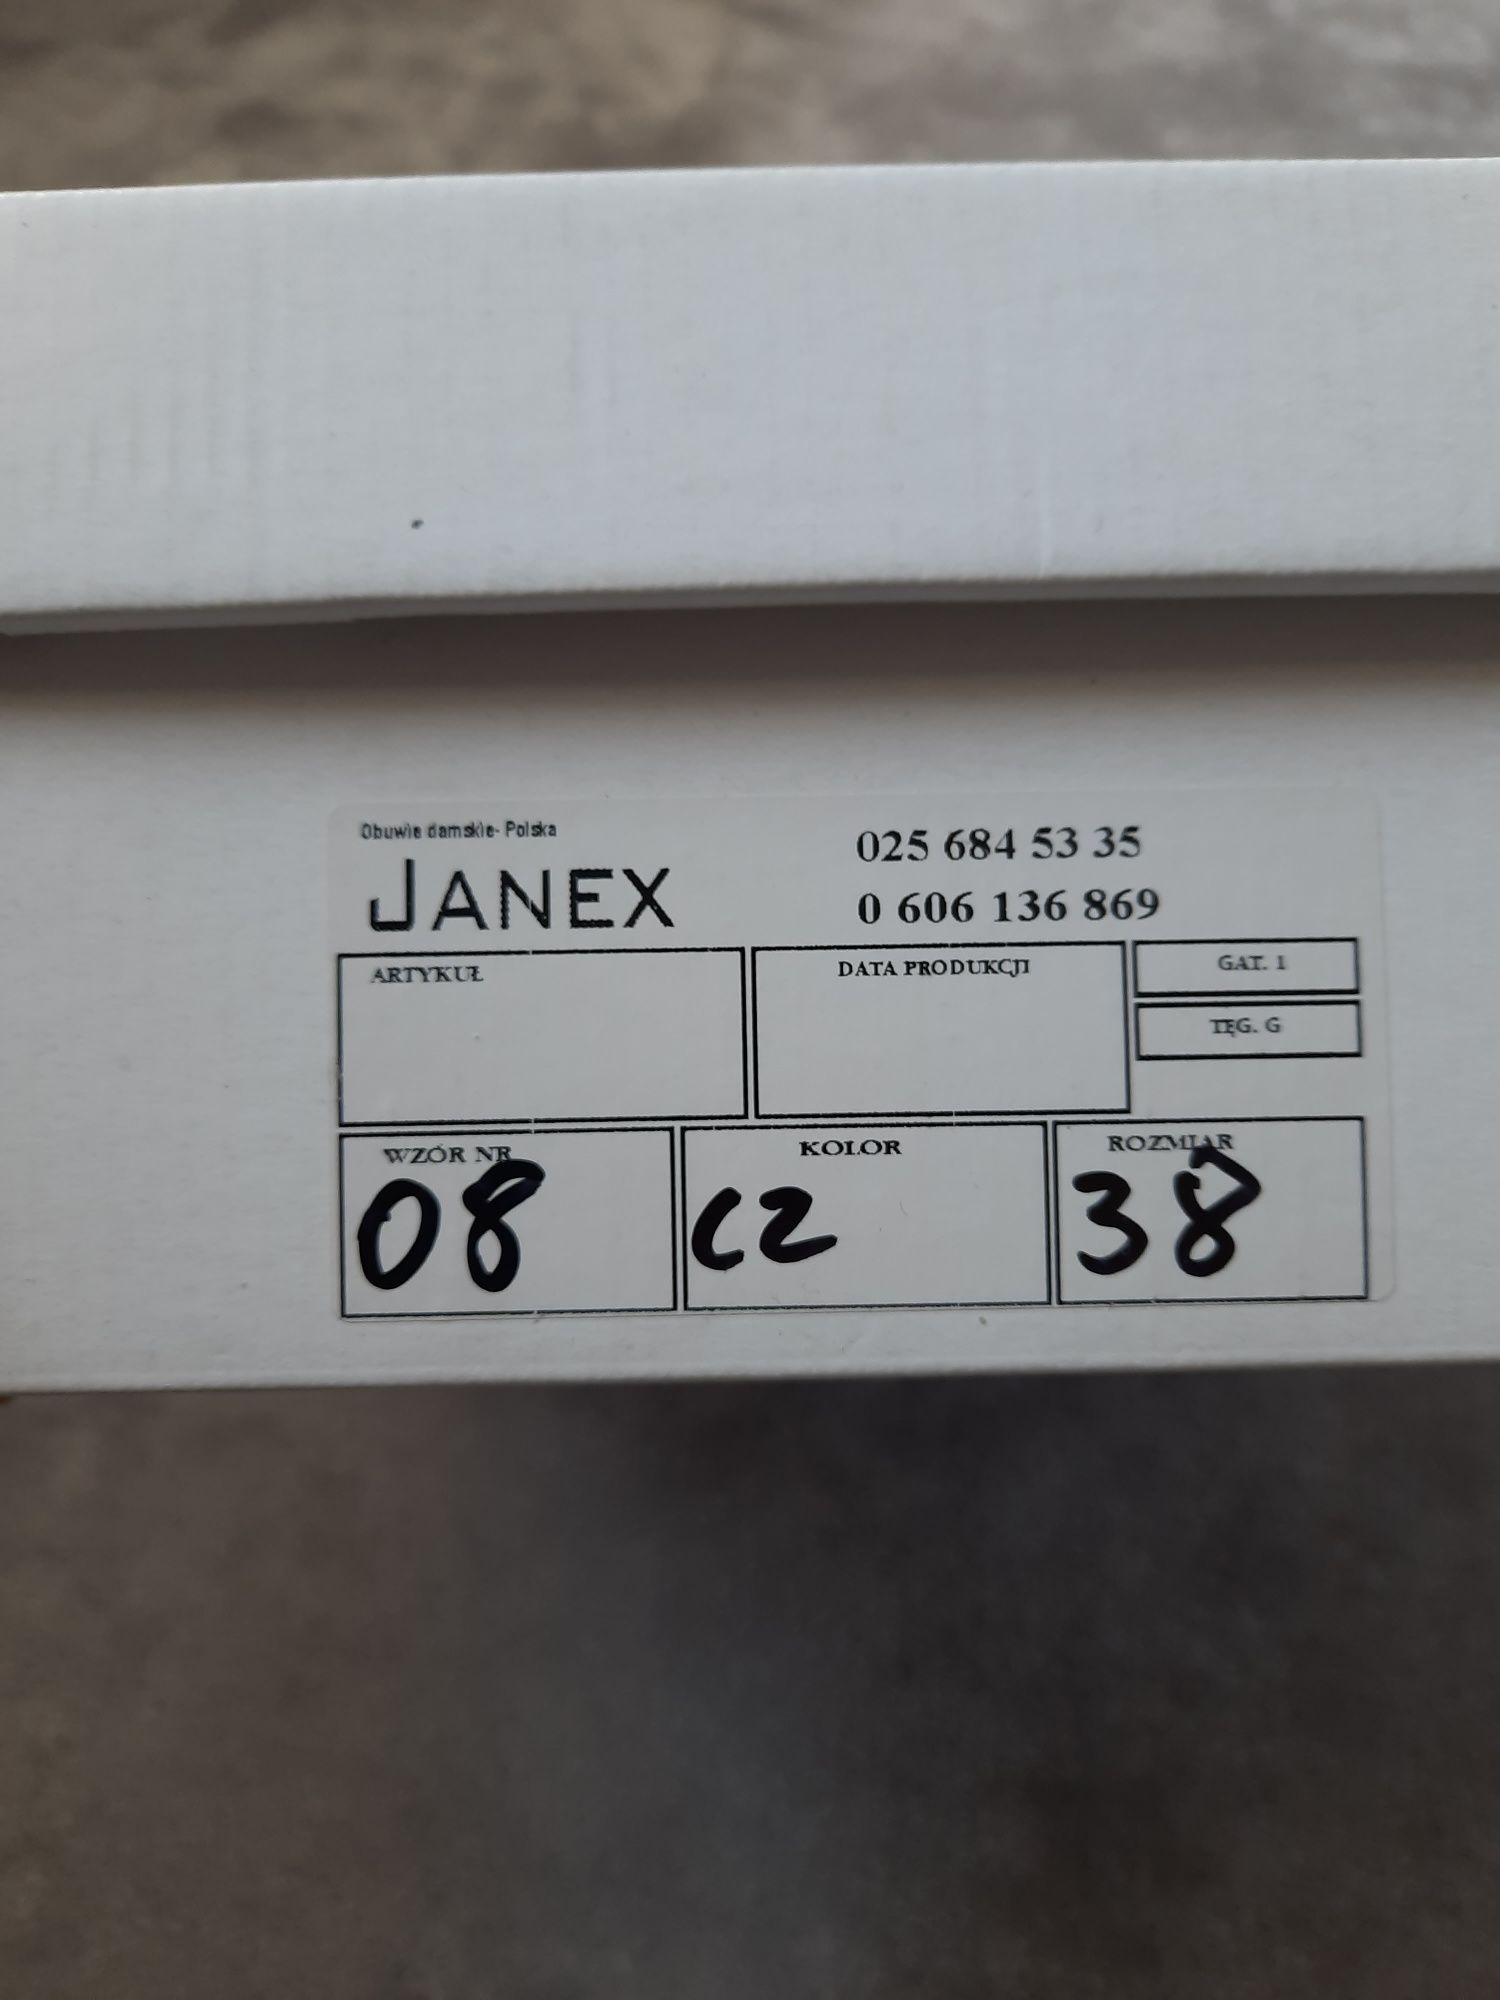 Obuwie damskie- Polska
JANEX
025 684 53 35
0 606 136 869
ARTYKUŁ
DATA PRODUKCJI
GAT. 1
TĘG. G
WZÓR NR
08
KOLOR
CZ
ROZMIAR
38